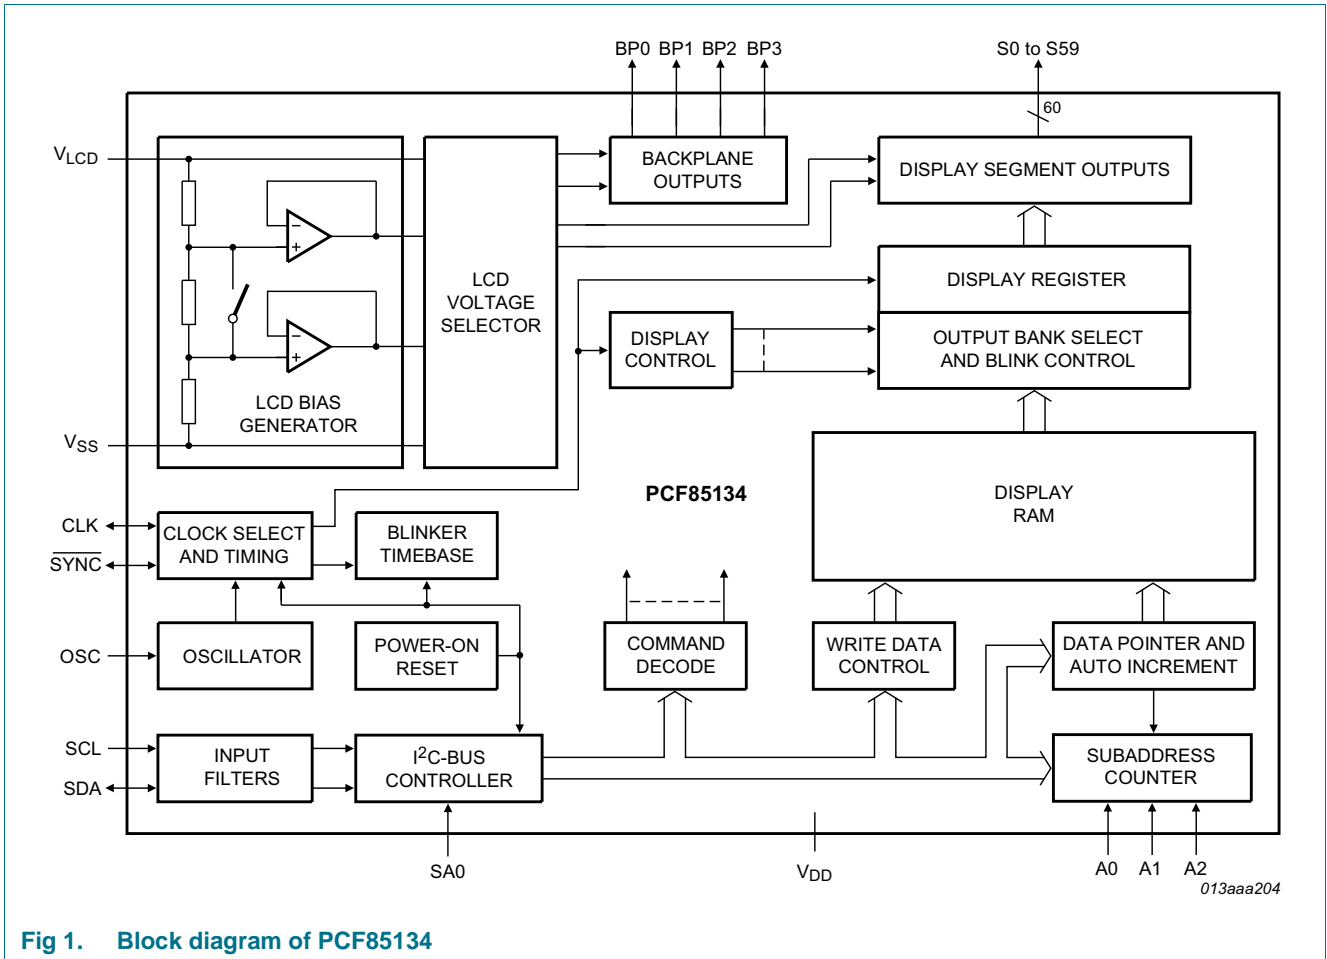 BP0 BP1 BP2 BP3
S0 to S59
60
VLCD
BACKPLANE
OUTPUTS
DISPLAY SEGMENT OUTPUTS
−
+
LCD
VOLTAGE
SELECTOR
DISPLAY REGISTER
−
+
DISPLAY
CONTROL
OUTPUT BANK SELECT
AND BLINK CONTROL
LCD BIAS
GENERATOR
VSS
PCF85134
DISPLAY
RAM
CLK
SYNC
CLOCK SELECT
AND TIMING
BLINKER
TIMEBASE
OSC
OSCILLATOR
POWER-ON
RESET
COMMAND
DECODE
WRITE DATA
CONTROL
DATA POINTER AND
AUTO INCREMENT
SCL
SDA
INPUT
FILTERS
I2C-BUS
CONTROLLER
SUBADDRESS
COUNTER
SA0
VDD
A0 A1 A2
013aaa204
Fig 1. Block diagram of PCF85134